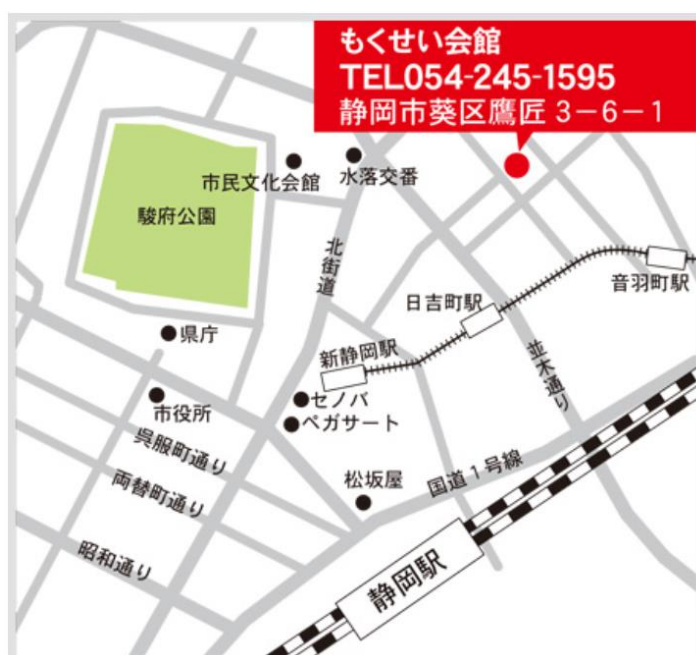 もくせい会館
TEL054-245-1595
静岡市葵区鷹匠 3−6−1
市民文化会館
水落交番
駿府公園
北街道
音羽町駅
日吉町駅
県庁
新静岡駅
並木通り
セノバ
市役所
ペガサート
呉服町通り
両替町通り
松坂屋
国道1号線
昭和通り
静岡駅